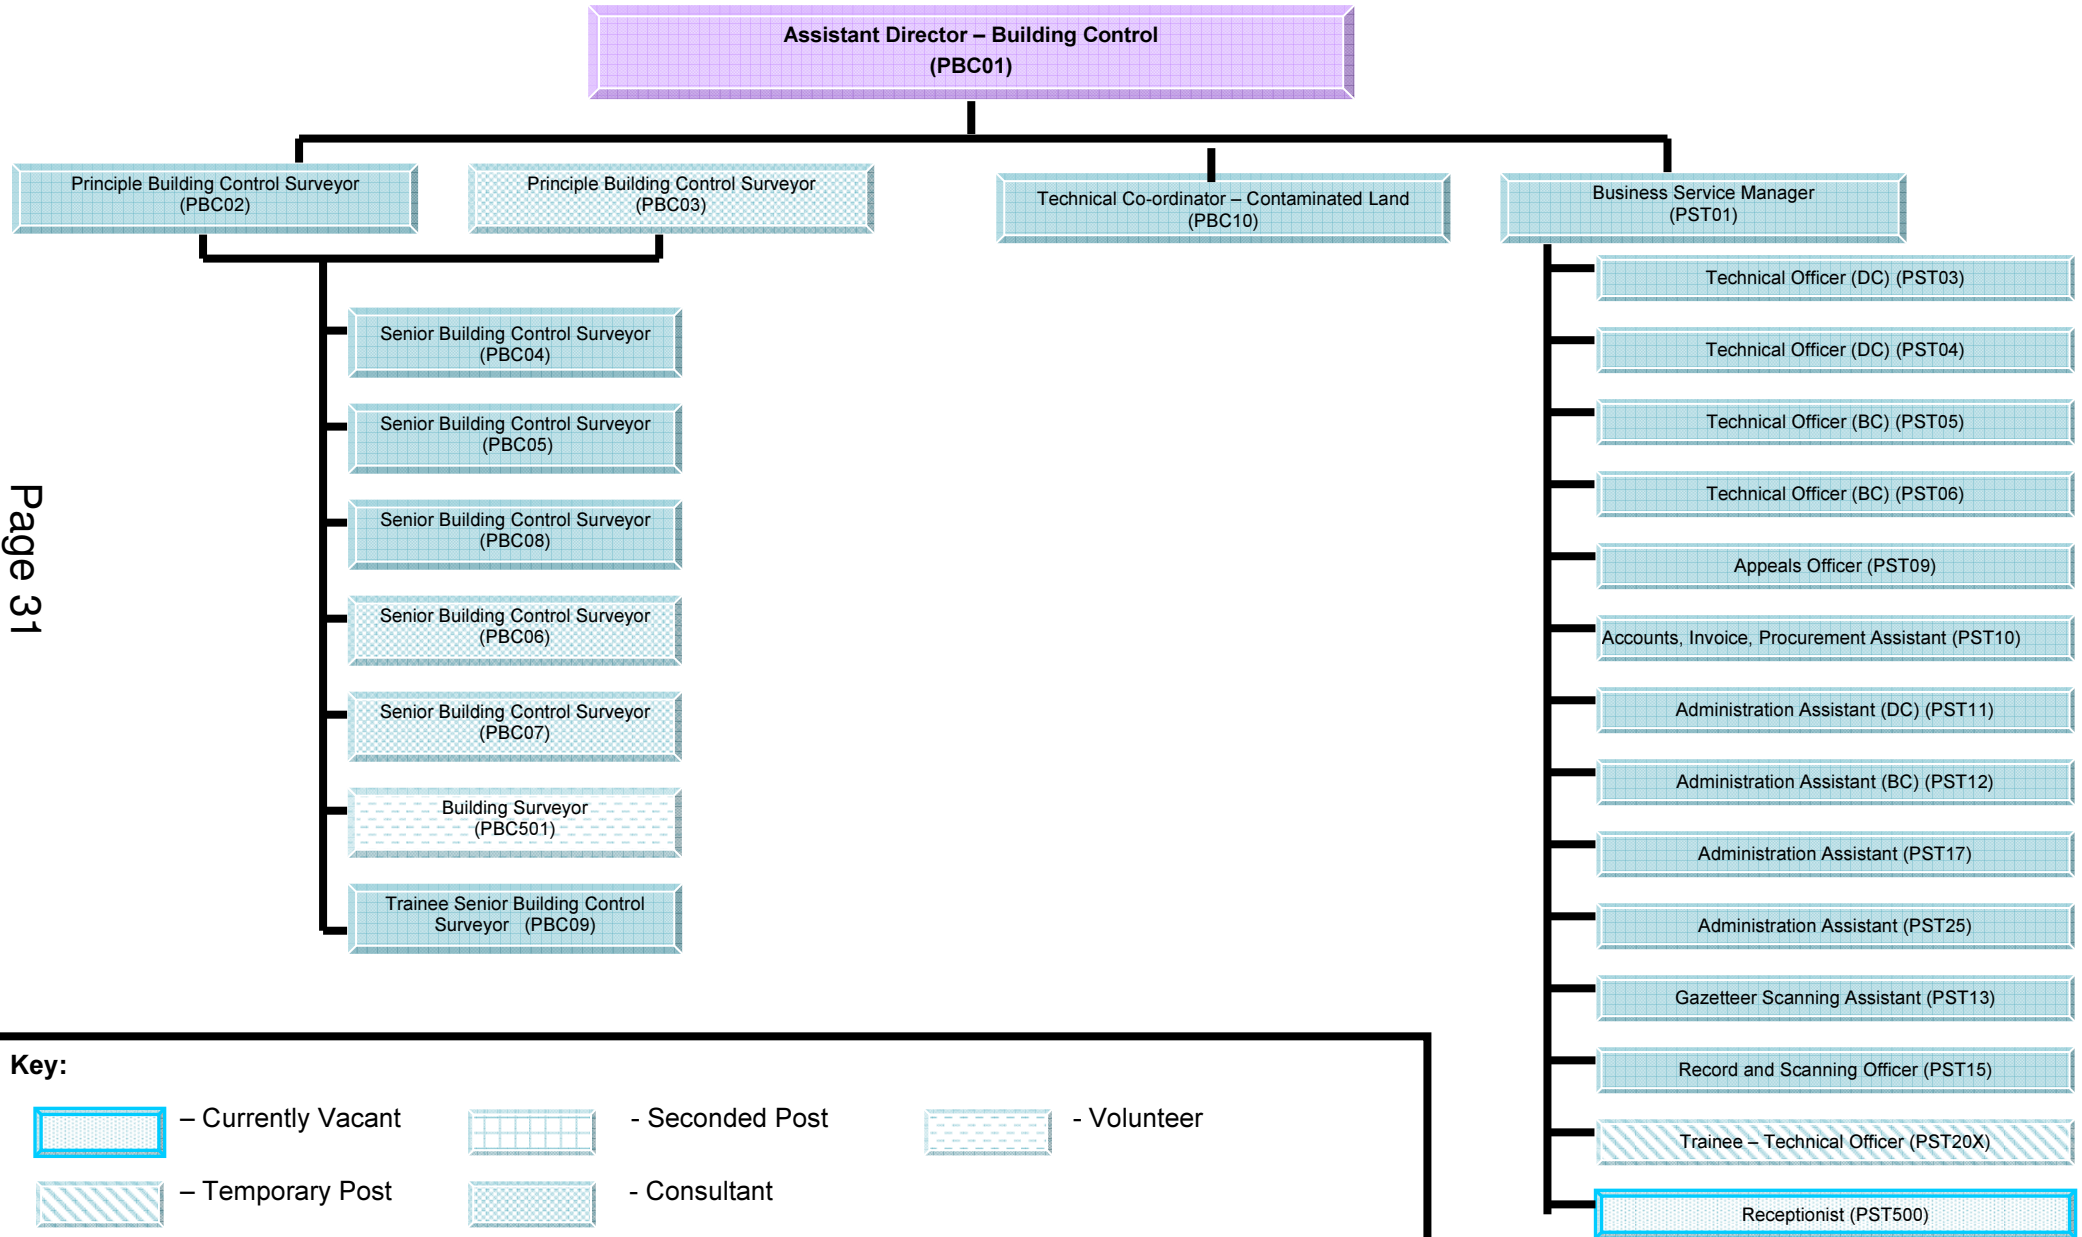 Assistant Director – Building Control
(PBC01)
Principle Building Control Surveyor
(PBC02)
Principle Building Control Surveyor
(PBC03)
Technical Co-ordinator – Contaminated Land
(PBC10)
Business Service Manager
(PST01)
Senior Building Control Surveyor
(PBC04)
Senior Building Control Surveyor
(PBC05)
Senior Building Control Surveyor
(PBC08)
Senior Building Control Surveyor
(PBC06)
Senior Building Control Surveyor
(PBC07)
Building Surveyor
(PBC501)
Trainee Senior Building Control
Surveyor (PBC09)
Technical Officer (DC) (PST03)
Technical Officer (DC) (PST04)
Technical Officer (BC) (PST05)
Technical Officer (BC) (PST06)
Appeals Officer (PST09)
Accounts, Invoice, Procurement Assistant (PST10)
Administration Assistant (DC) (PST11)
Administration Assistant (BC) (PST12)
Administration Assistant (PST17)
Administration Assistant (PST25)
Gazetteer Scanning Assistant (PST13)
Record and Scanning Officer (PST15)
Trainee – Technical Officer (PST20X)
Receptionist (PST500)
Key:
– Currently Vacant
- Seconded Post
- Volunteer
– Temporary Post
- Consultant
Page 31